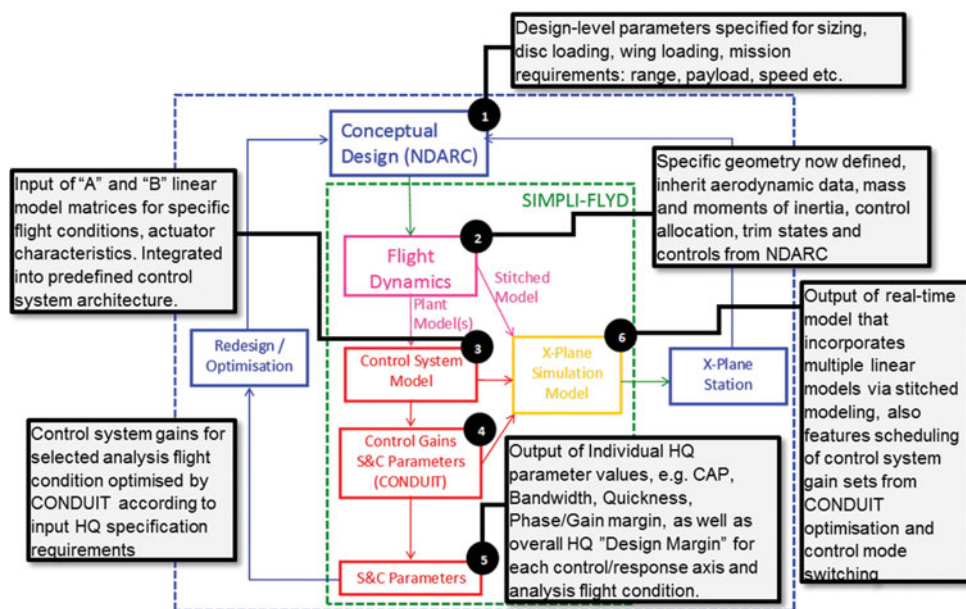 Design-level parameters specified for sizing,
disc loading, wing loading, mission
requirements: range, payload, speed etc.
1
Conceptual
Design (NDARC)
Input of “A” and “B” linear
model matrices for specific
flight conditions, actuator
characteristics. Integrated
into predefined control
system architecture.
SIMPLI-FLYD
Specific geometry now defined,
inherit aerodynamic data, mass
and moments of inertia, control
allocation, trim states and
controls from NDARC
2
Flight
Dynamics
Stitched
Model
Plant
Model(s)
Redesign /
Optimisation
3
Control System
Model
6
X-Plane
Simulation
Model
X-Plane
Station
Output of real-time
model that
incorporates
multiple linear
models via stitched
modeling, also
features scheduling
of control system
gain sets from
CONDUIT
optimisation and
control mode
switching
Control system gains for
selected analysis flight
condition optimised by
CONDUIT according to
input HQ specification
requirements
4
Control Gains
S&C Parameters
(CONDUIT)
Output of Individual HQ
parameter values, e.g. CAP,
Bandwidth, Quickness,
Phase/Gain margin, as well as
overall HQ "Design Margin" for
each control/response axis and
analysis flight condition.
5
S&C Parameters